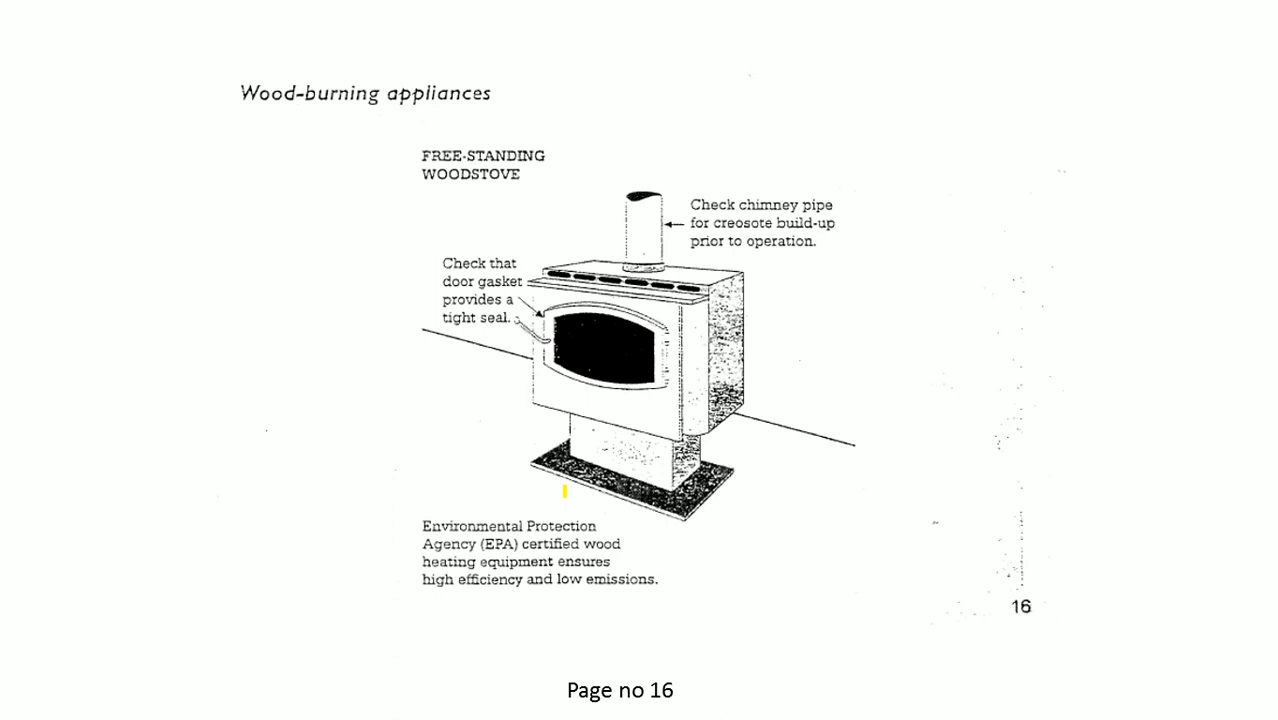 Wood-burning appliances
FREE-STANDING
WOODSTOVE
Check chimney pipe
for creosote build-up
prior to operation.
Check that
door gasket
provides a
tight seal.
Environmental Protection
Agency (EPA) certified wood
heating equipment ensures
high efficiency and low emissions.
16
Page no 16